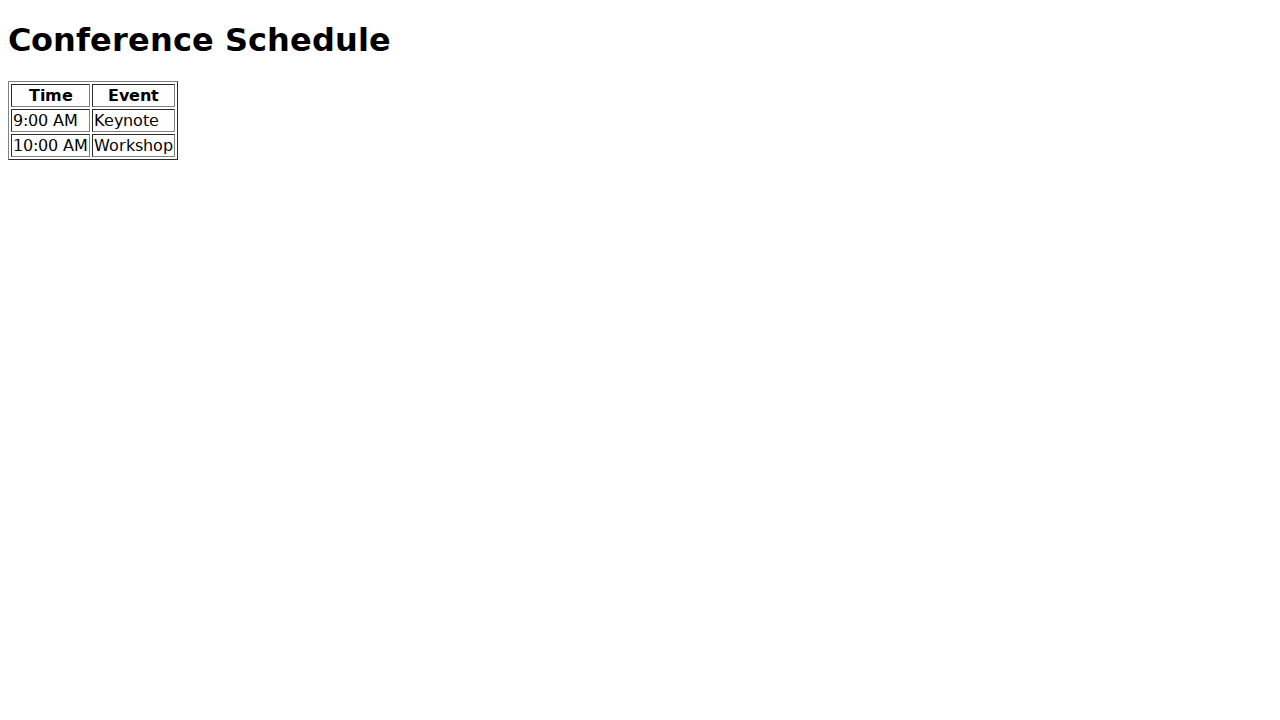 Conference Schedule
Time Event
9:00 AM Keynote
10:00 AM Workshop